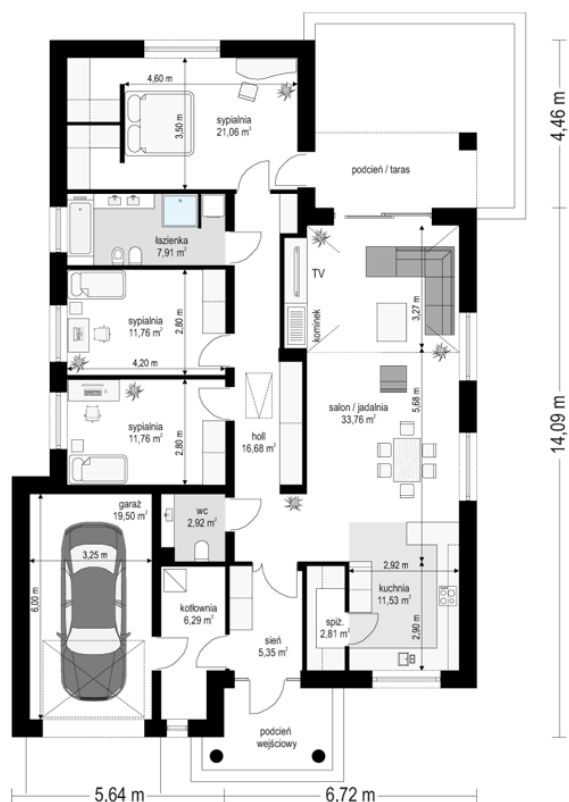 4,60 m
3,50 m
sypialnia
21,06 m²
4,46 m
podcień / taras
łazienka
7,91 m²
TV
kominek
3,27 m
sypialnia
11,76 m²
2,80 m
4,20 m
salon / jadalnia
33,76 m²
5,68 m
14,09 m
sypialnia
11,76 m²
2,80 m
holl
16,68 m²
garaż
19,50 m²
wc
2,92 m²
3,25 m
6,00 m
2,92 m
kuchnia
11,53 m²
kotłownia
6,29 m²
spiż.
2,81 m²
sień
5,35 m²
2,90 m
podcień
wejściowy
5,64 m
6,72 m